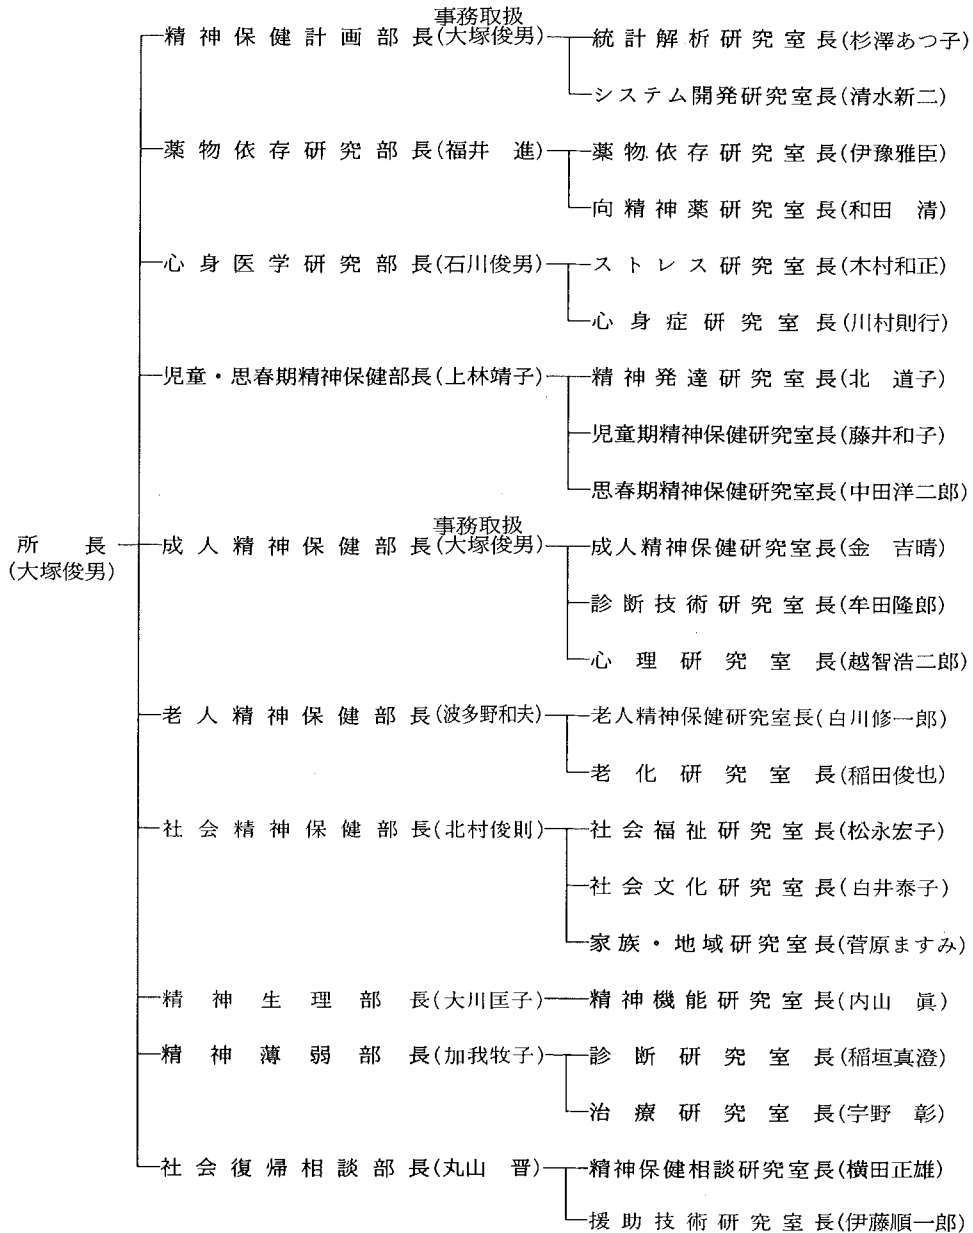 事務取扱
精神保健計画部長(大塚俊男) 統計解析研究室長(杉澤あつ子)
システム開発研究室長(清水新二)
薬物依存研究部長(福井 進) 薬物依存研究室長(伊豫雅臣)
向精神薬研究室長(和田 清)
心身医学研究部長(石川俊男) ストレス研究室長(木村和正)
心身症研究室長(川村則行)
児童・思春期精神保健部長(上林靖子) 精神発達研究室長(北 道子)
児童期精神保健研究室長(藤井和子)
思春期精神保健研究室長(中田洋二郎)
事務取扱
所長 成人精神保健部長(大塚俊男) 成人精神保健研究室長(金 吉晴)
(大塚俊男)
診断技術研究室長(牟田隆郎)
心理研究室長(越智浩二郎)
老人精神保健部長(波多野和夫) 老人精神保健研究室長(白川修一郎)
老化研究室長(稲田俊也)
社会精神保健部長(北村俊則) 社会福祉研究室長(松永宏子)
社会文化研究室長(白井泰子)
家族・地域研究室長(菅原ますみ)
精神生理部長(大川匡子) 精神機能研究室長(内山 眞)
精神薄弱部長(加我牧子) 診断研究室長(稲垣真澄)
治療研究室長(宇野 彰)
社会復帰相談部長(丸山 晋) 精神保健相談研究室長(横田正雄)
援助技術研究室長(伊藤順一郎)